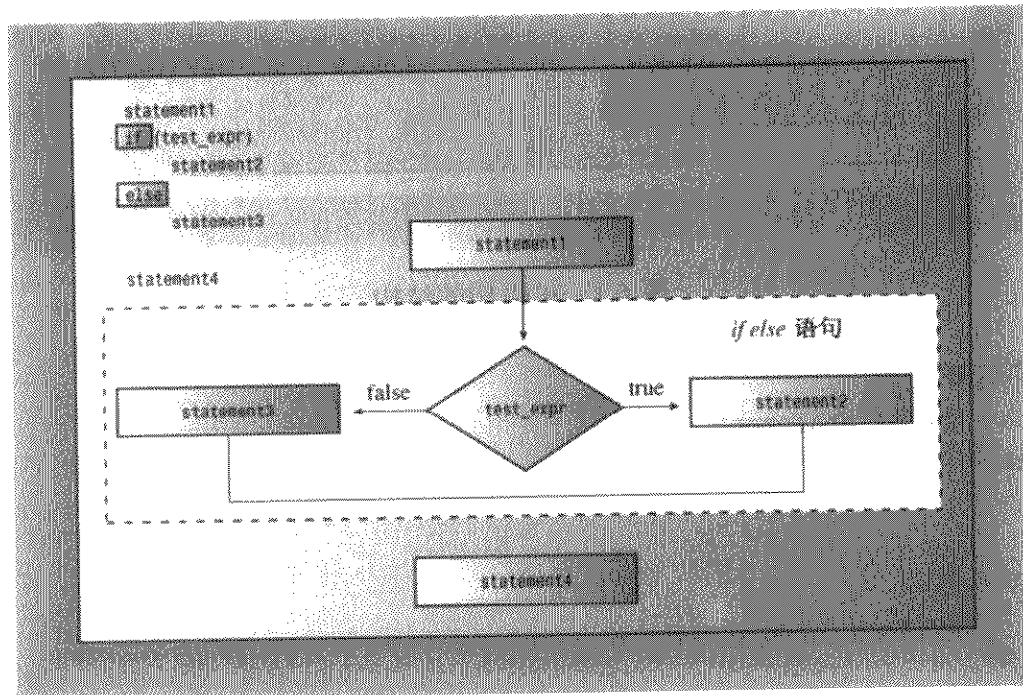 statement1
if (test_expr)
statement2
else
statement3
statement4
statement1
if else 语句
false
true
statement3
test_expr
statement2
statement4